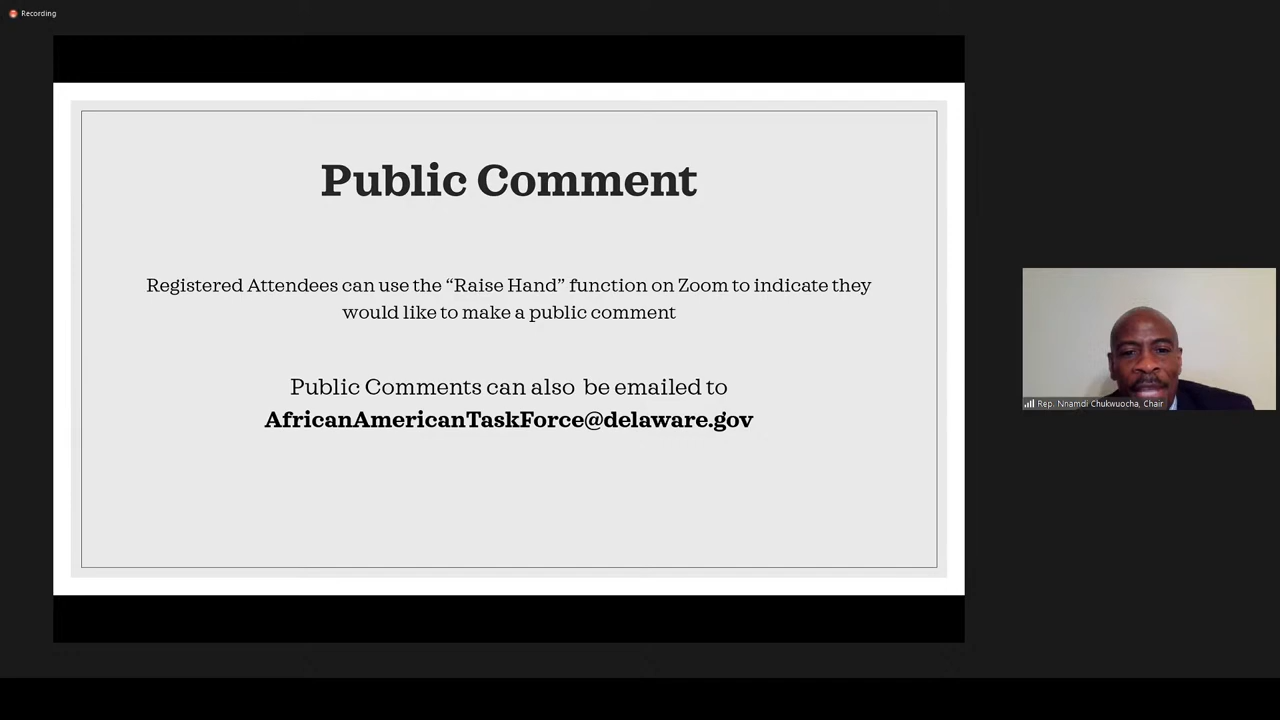 Recording
Public Comment
Registered Attendees can use the “Raise Hand” function on Zoom to indicate they
would like to make a public comment
Public Comments can also  be emailed to
AfricanAmericanTaskForce@delaware.gov
Rep. Nnamdi Chukwuocha, Chair